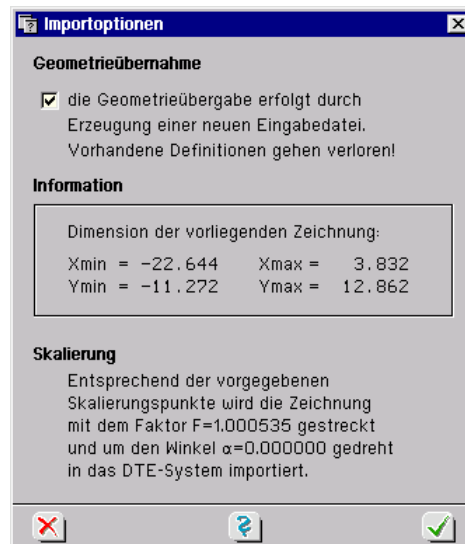 Importoptionen
Geometrieübernahme
die Geometrieübergabe erfolgt durch
Erzeugung einer neuen Eingabedatei.
Vorhandene Definitionen gehen verloren!
Information
Dimension der vorliegenden Zeichnung:
Xmin = -22.644 Xmax = 3.832
Ymin = -11.272 Ymax = 12.862
Skalierung
Entsprechend der vorgegebenen
Skalierungspunkte wird die Zeichnung
mit dem Faktor F=1.000535 gestreckt
und um den Winkel α=0.000000 gedreht
in das DTE-System importiert.